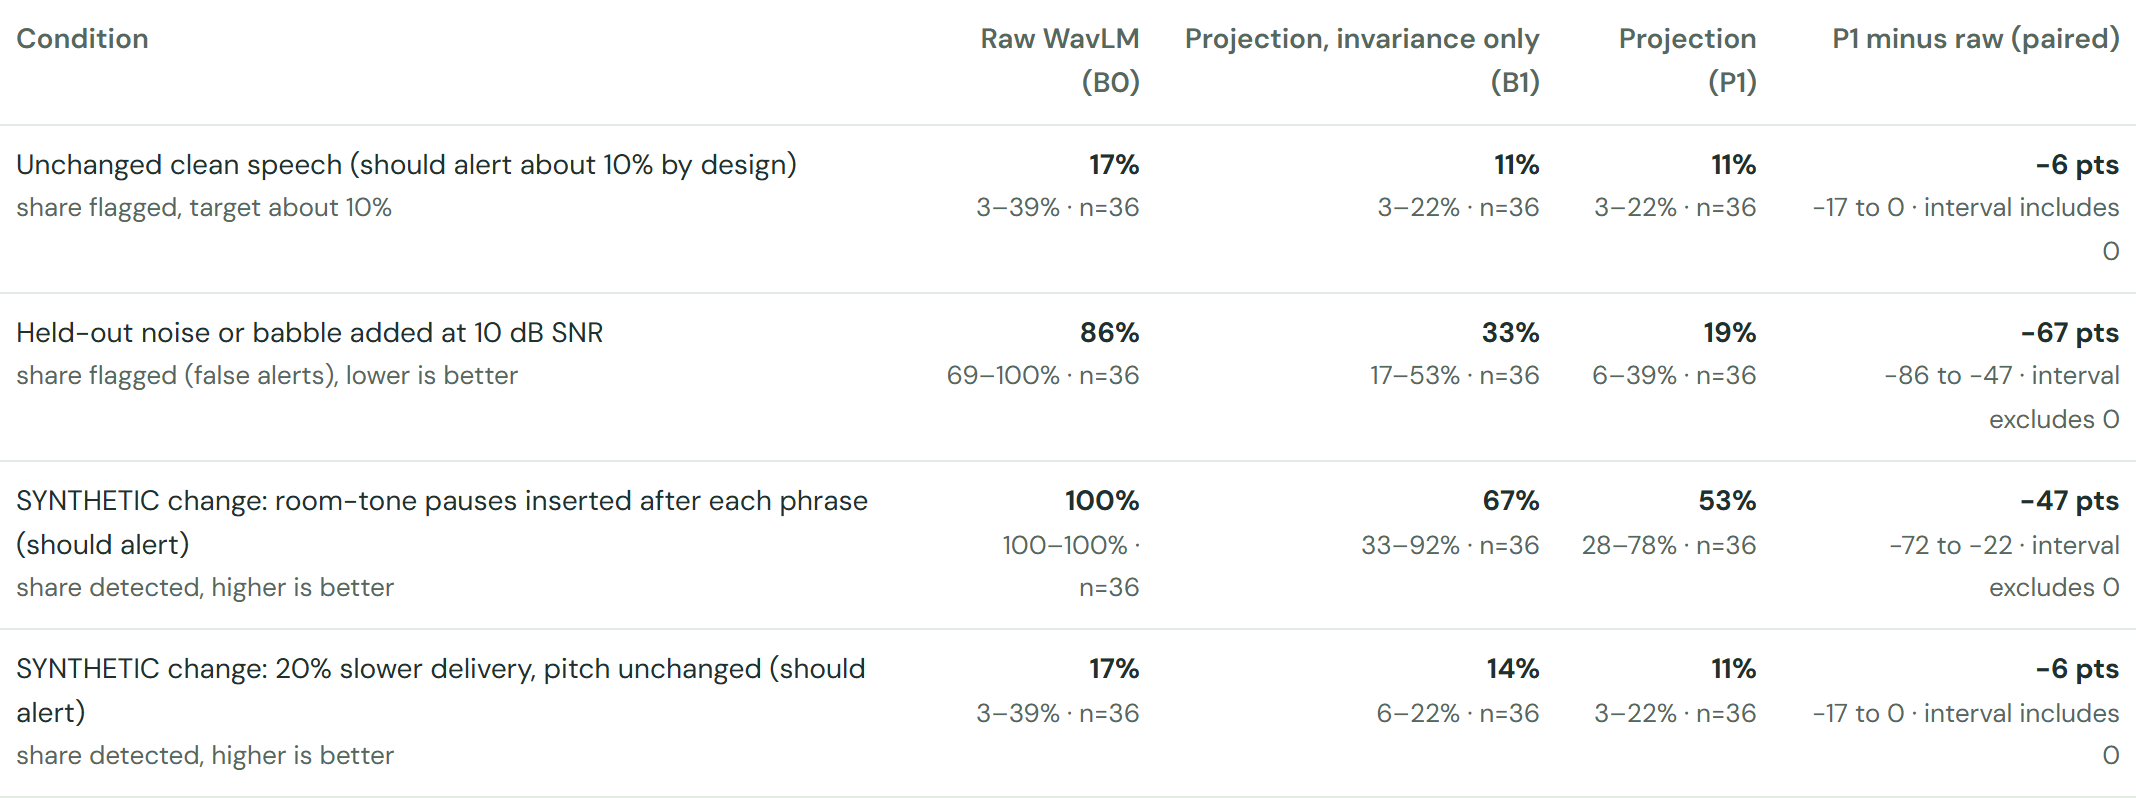 Condition
Raw WavLM
(B0)
Projection, invariance only
(B1)
Projection
(P1)
P1 minus raw (paired)
Unchanged clean speech (should alert about 10% by design)
share flagged, target about 10%
17%
3–39% · n=36
11%
3–22% · n=36
11%
3–22% · n=36
−6 pts
−17 to 0 · interval includes
0
Held-out noise or babble added at 10 dB SNR
share flagged (false alerts), lower is better
86%
69–100% · n=36
33%
17–53% · n=36
19%
6–39% · n=36
−67 pts
−86 to −47 · interval
excludes 0
SYNTHETIC change: room-tone pauses inserted after each phrase
(should alert)
share detected, higher is better
100%
100–100% ·
n=36
67%
33–92% · n=36
53%
28–78% · n=36
−47 pts
−72 to −22 · interval
excludes 0
SYNTHETIC change: 20% slower delivery, pitch unchanged (should
alert)
share detected, higher is better
17%
3–39% · n=36
14%
6–22% · n=36
11%
3–22% · n=36
−6 pts
−17 to 0 · interval includes
0